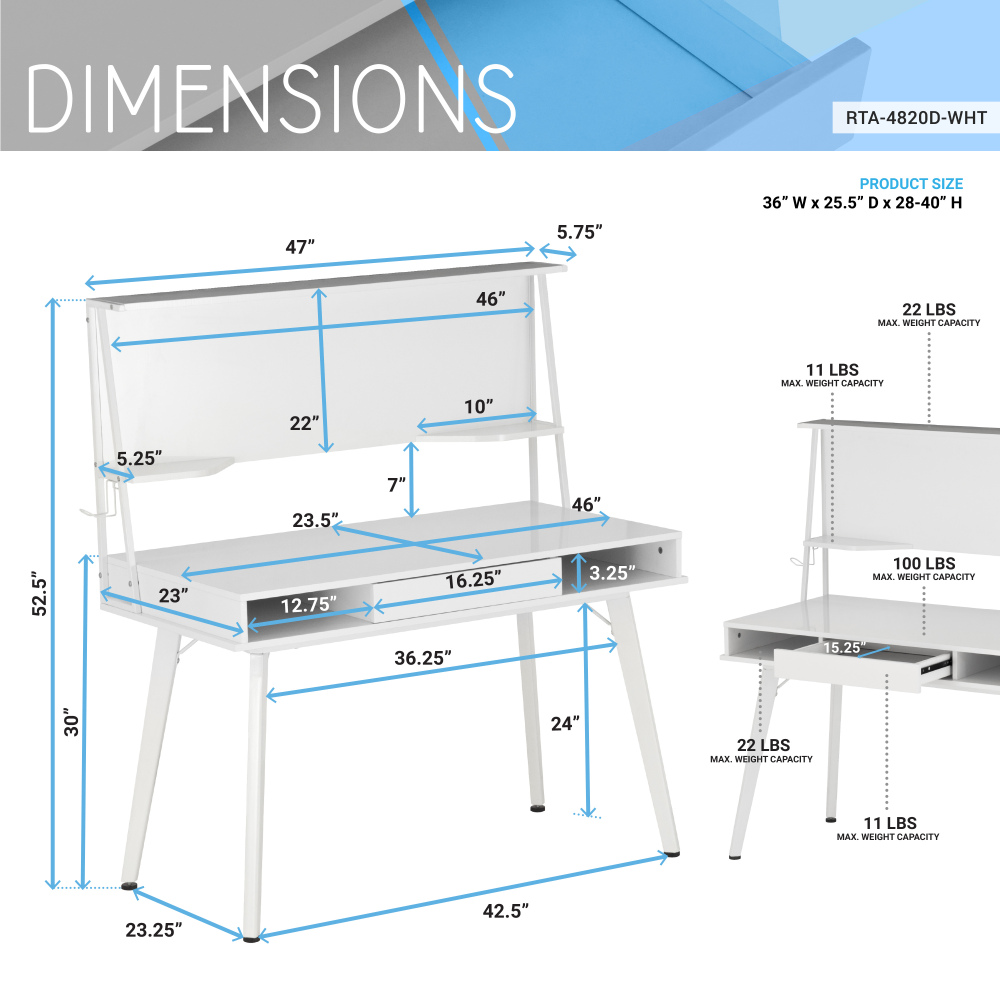 DIMENSIONS
RTA-4820D-WHT
PRODUCT SIZE
36” W x 25.5” D x 28-40” H
47”
5.75”
46”
22”
10”
5.25”
7”
23.5”
46”
52.5”
23”
12.75”
16.25”
3.25”
36.25”
30”
24”
23.25”
42.5”
22 LBS
MAX. WEIGHT CAPACITY
11 LBS
MAX. WEIGHT CAPACITY
100 LBS
MAX. WEIGHT CAPACITY
15.25”
22 LBS
MAX. WEIGHT CAPACITY
11 LBS
MAX. WEIGHT CAPACITY